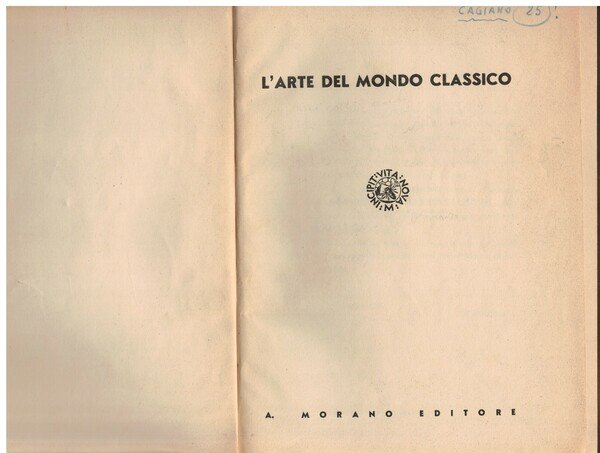 CAGIANO 25 !
L'ARTE DEL MONDO CLASSICO
INCIPIT · VITA · NOVA · M
A. MORANO EDITORE